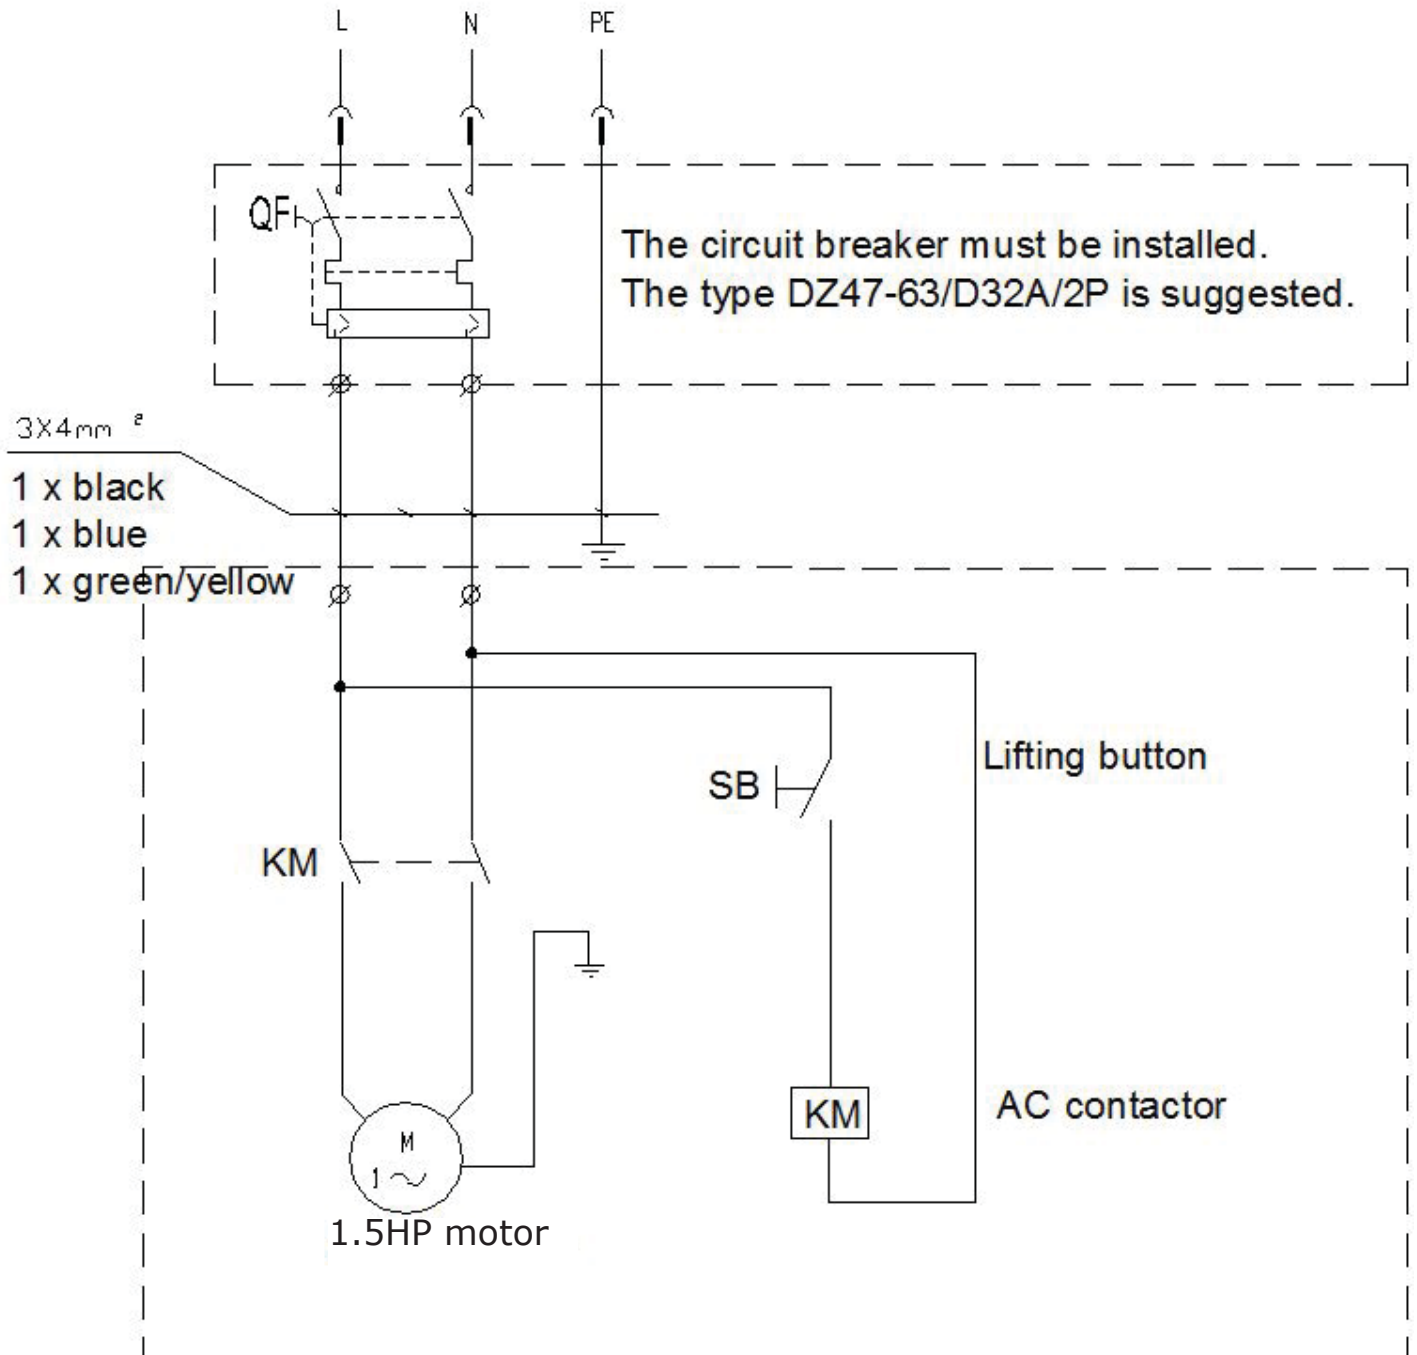 L N PE
QF
The circuit breaker must be installed.
The type DZ47-63/D32A/2P is suggested.
3X4mm ²
1 x black
1 x blue
1 x green/yellow
Lifting button
SB
KM
AC contactor
KM
M
1～
1.5HP motor